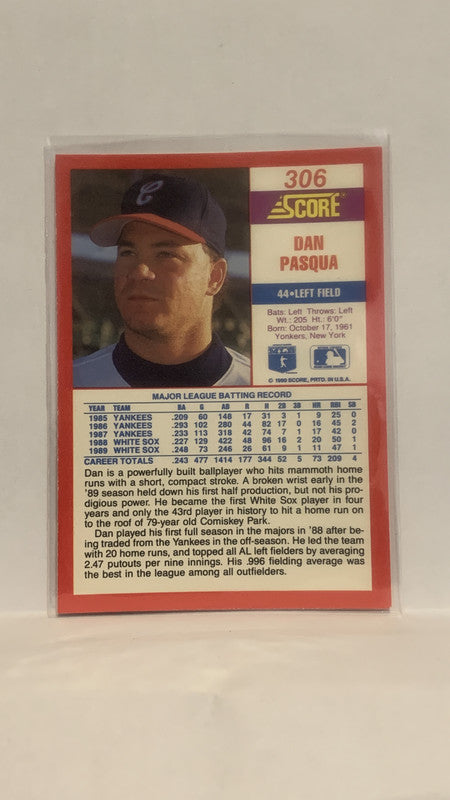 C
306
SCORE
DAN
PASQUA
44•LEFT FIELD
Bats: Left Throws: Left
Wt.: 205 Ht.: 6'0"
Born: October 17, 1961
Yonkers, New York
© 1990 SCORE, PRTD. IN U.S.A.
MAJOR LEAGUE BATTING RECORD
YEAR TEAM BA G AB R H 2B 3B HR RBI SB
1985 YANKEES .209 60 148 17 31 3 1 9 25 0
1986 YANKEES .293 102 280 44 82 17 0 16 45 2
1987 YANKEES .233 113 318 42 74 7 1 17 42 0
1988 WHITE SOX .227 129 422 48 96 16 2 20 50 1
1989 WHITE SOX .248 73 246 26 61 9 1 11 47 1
CAREER TOTALS .243 477 1414 177 344 52 5 73 209 4
Dan is a powerfully built ballplayer who hits mammoth home
runs with a short, compact stroke. A broken wrist early in the
'89 season held down his first half production, but not his pro-
digious power. He became the first White Sox player in four
years and only the 43rd player in history to hit a home run on
to the roof of 79-year old Comiskey Park.
Dan played his first full season in the majors in '88 after be-
ing traded from the Yankees in the off-season. He led the team
with 20 home runs, and topped all AL left fielders by averaging
2.47 putouts per nine innings. His .996 fielding average was
the best in the league among all outfielders.